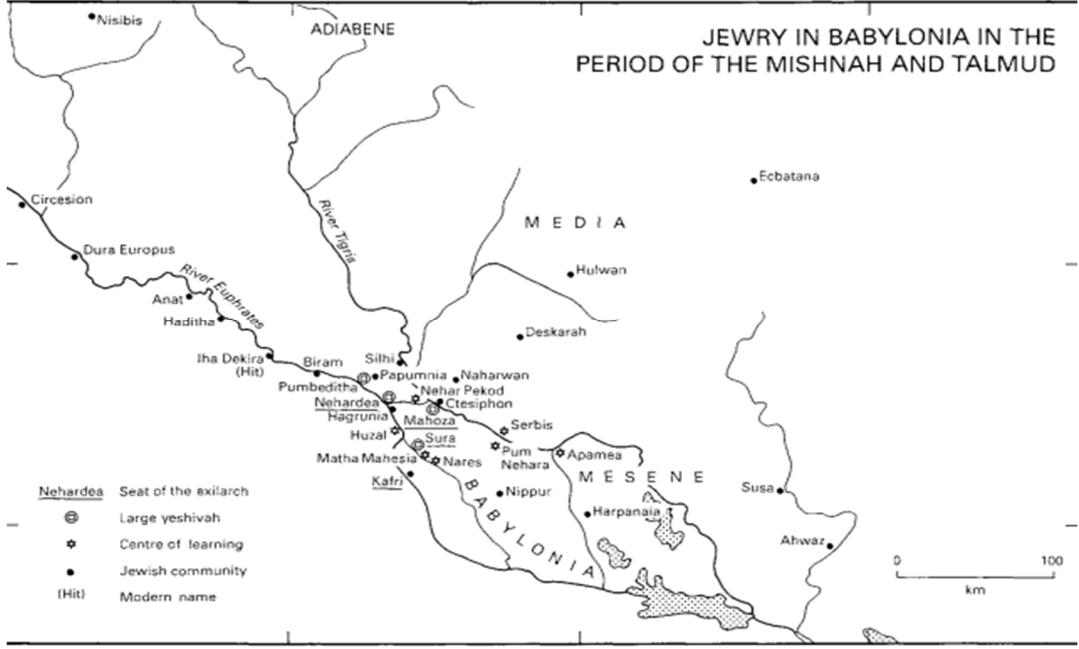 JEWRY IN BABYLONIA IN THE
PERIOD OF THE MISHNAH AND TALMUD
Nisibis
ADIABENE
Ecbatana
Circesion
River Tigris
MEDIA
Dura Europus
Hulwan
River Euphrates
Anat
Haditha
Deskarah
Iha Dekira
(Hit)
Biram
Silhi
Papumnia
Naharwan
Pumbeditha
Nehar Pekod
Nehardea
Ctesiphon
Hagrunia
Mahoza
Serbis
Huzal
Sura
Pum
Nehara
Apamea
Matha Mahesia
Nares
MESENE
Kafri
Nippur
Susa
BABYLONIA
Harpanaia
Ahwaz
Nehardea Seat of the exilarch
Large yeshivah
Centre of learning
Jewish community
(Hit) Modern name
0 100
km